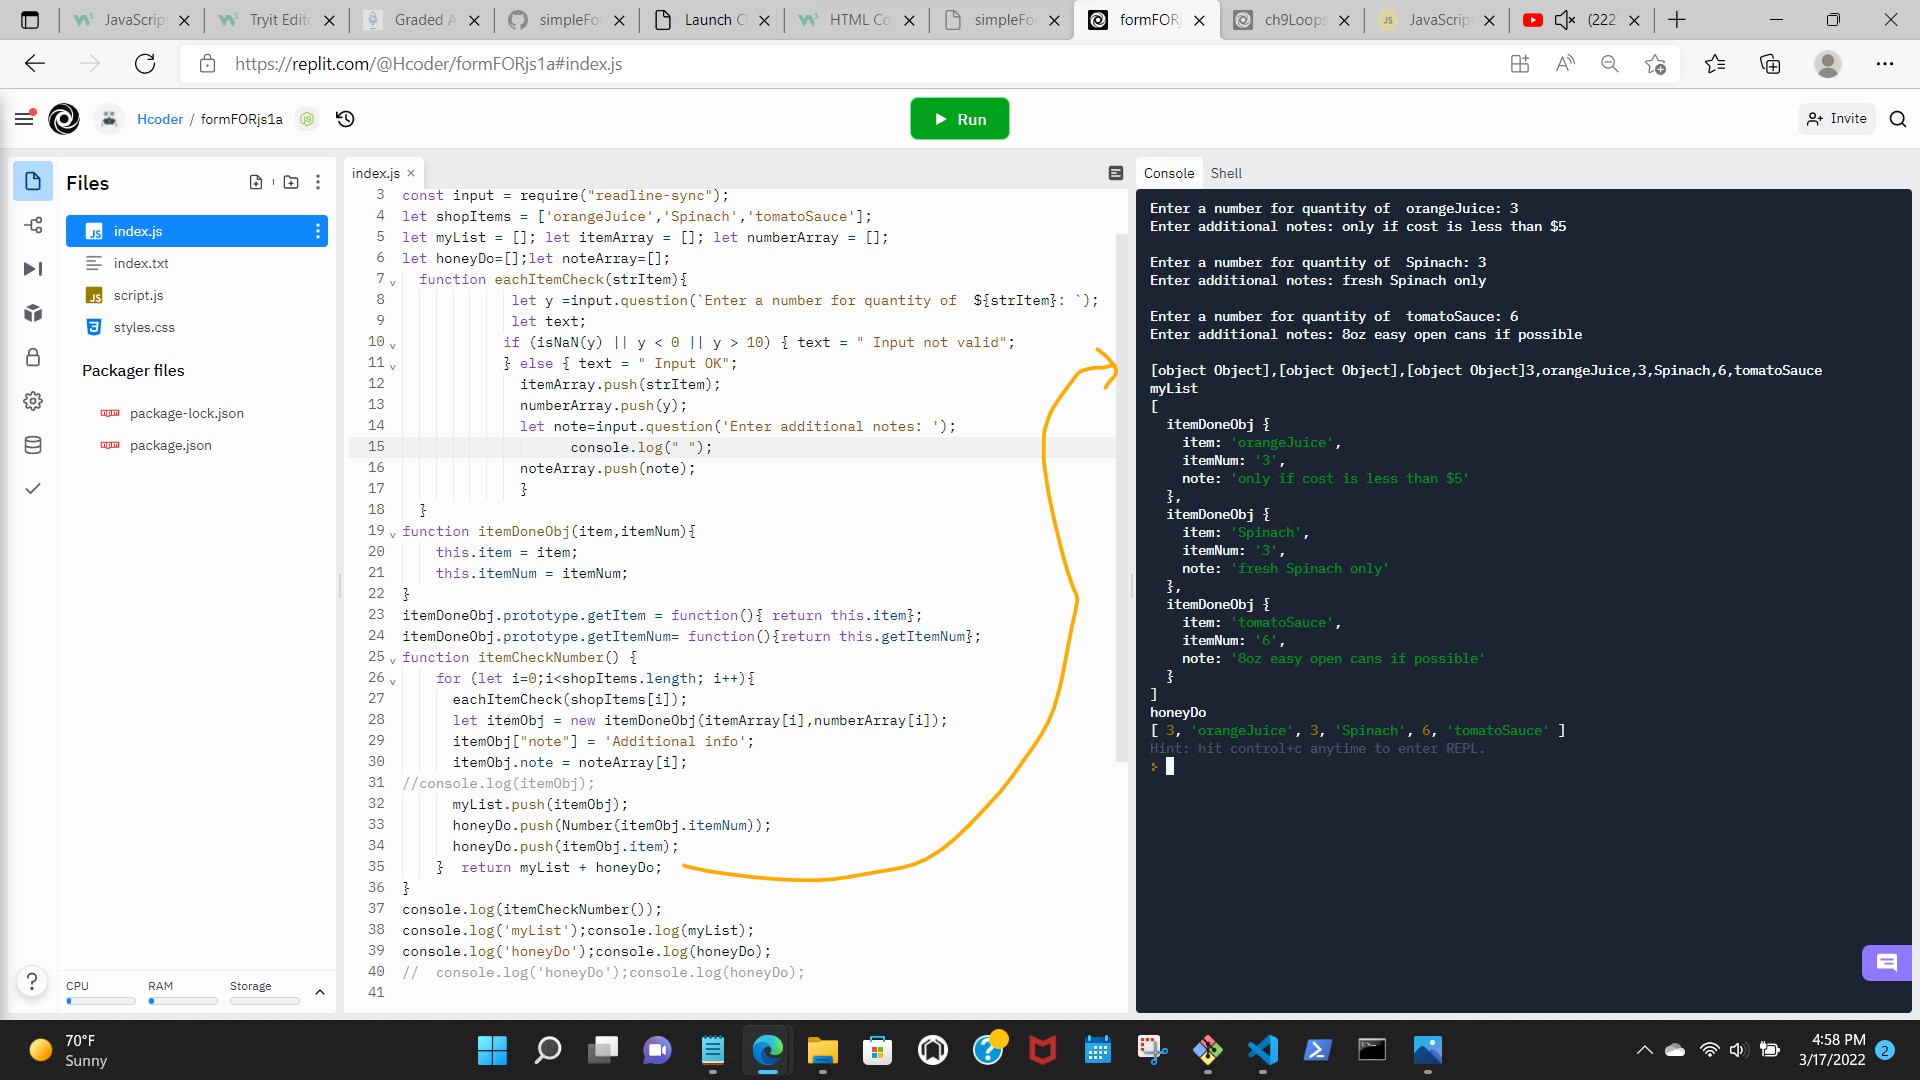 JavaScrip
Tryit Edito
Graded A
simpleFo
Launch C
HTML Co
simpleFo
formFORj
ch9Loops
JavaScrip
(222
https://replit.com/@Hcoder/formFORjs1a#index.js
Hcoder / formFORjs1a
Run
Invite
Files
index.js
index.txt
script.js
styles.css
Packager files
package-lock.json
package.json
CPU
RAM
Storage
index.js
3 const input = require("readline-sync");
4 let shopItems = ['orangeJuice','Spinach','tomatoSauce'];
5 let myList = []; let itemArray = []; let numberArray = [];
6 let honeyDo=[];let noteArray=[];
7 function eachItemCheck(strItem){
8 let y =input.question(`Enter a number for quantity of  ${strItem}: `);
9 let text;
10 if (isNaN(y) || y < 0 || y > 10) { text = " Input not valid";
11 } else { text = " Input OK";
12 itemArray.push(strItem);
13 numberArray.push(y);
14 let note=input.question('Enter additional notes: ');
15 console.log(" ");
16 noteArray.push(note);
17 }
18 }
19 function itemDoneObj(item,itemNum){
20 this.item = item;
21 this.itemNum = itemNum;
22 }
23 itemDoneObj.prototype.getItem = function(){ return this.item};
24 itemDoneObj.prototype.getItemNum= function(){return this.getItemNum};
25 function itemCheckNumber() {
26 for (let i=0;i<shopItems.length; i++){
27 eachItemCheck(shopItems[i]);
28 let itemObj = new itemDoneObj(itemArray[i],numberArray[i]);
29 itemObj["note"] = 'Additional info';
30 itemObj.note = noteArray[i];
31 //console.log(itemObj);
32 myList.push(itemObj);
33 honeyDo.push(Number(itemObj.itemNum));
34 honeyDo.push(itemObj.item);
35 }  return myList + honeyDo;
36 }
37 console.log(itemCheckNumber());
38 console.log('myList');console.log(myList);
39 console.log('honeyDo');console.log(honeyDo);
40 //  console.log('honeyDo');console.log(honeyDo);
41
Console
Shell
Enter a number for quantity of  orangeJuice: 3
Enter additional notes: only if cost is less than $5
Enter a number for quantity of  Spinach: 3
Enter additional notes: fresh Spinach only
Enter a number for quantity of  tomatoSauce: 6
Enter additional notes: 8oz easy open cans if possible
[object Object],[object Object],[object Object]3,orangeJuice,3,Spinach,6,tomatoSauce
myList
[
itemDoneObj {
item: 'orangeJuice',
itemNum: '3',
note: 'only if cost is less than $5'
},
itemDoneObj {
item: 'Spinach',
itemNum: '3',
note: 'fresh Spinach only'
},
itemDoneObj {
item: 'tomatoSauce',
itemNum: '6',
note: '8oz easy open cans if possible'
}
]
honeyDo
[ 3, 'orangeJuice', 3, 'Spinach', 6, 'tomatoSauce' ]
Hint: hit control+c anytime to enter REPL.
70°F
Sunny
4:58 PM
3/17/2022
2